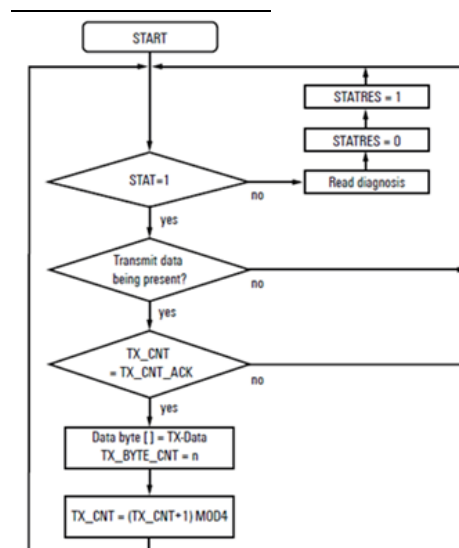 START
STATRES = 1
STATRES = 0
Read diagnosis
STAT=1
no
yes
Transmit data
being present?
no
yes
TX_CNT
= TX_CNT_ACK
no
yes
Data byte [ ] = TX-Data
TX_BYTE_CNT = n
TX_CNT = (TX_CNT+1) MOD4